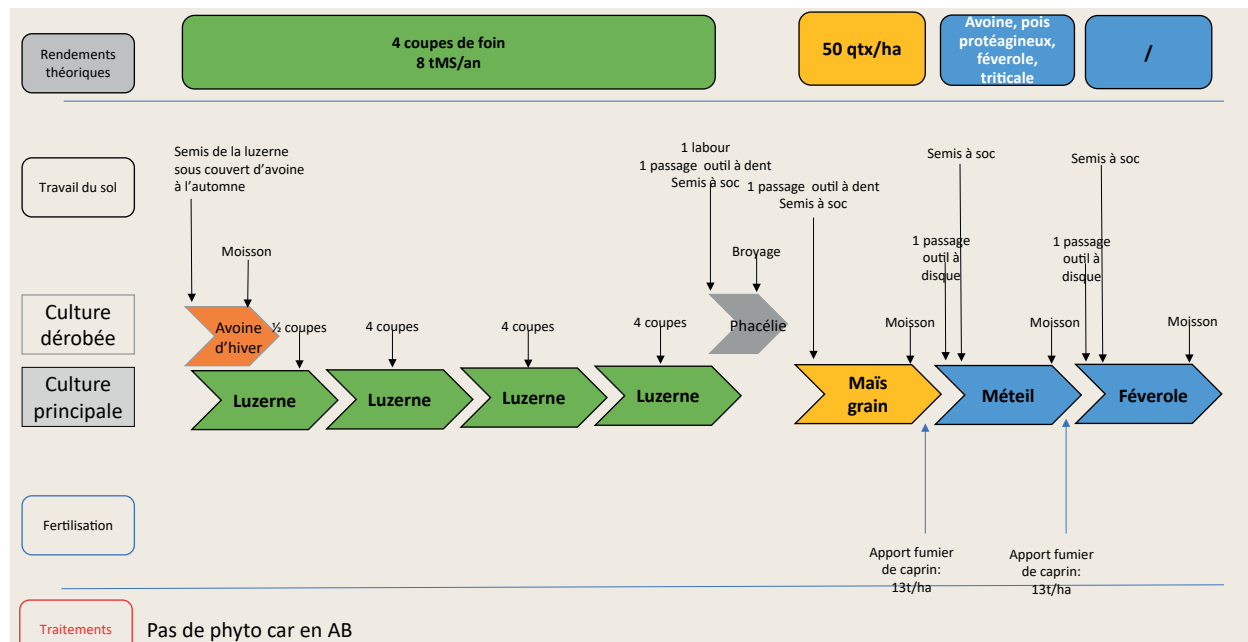 Rendements
théoriques
4 coupes de foin
8 tMS/an
50 qtx/ha
Avoine, pois
protéagineux,
féverole,
triticale
/
Travail du sol
Semis de la luzerne
sous couvert d'avoine
à l'automne
Moisson
1 labour
1 passage outil à dent
Semis à soc
Broyage
1 passage outil à dent
Semis à soc
Semis à soc
1 passage
outil à
disque
Semis à soc
1 passage
outil à
disque
Culture
dérobée
Avoine
d'hiver
½ coupes
4 coupes
4 coupes
4 coupes
Phacélie
Moisson
Moisson
Moisson
Culture
principale
Luzerne
Luzerne
Luzerne
Luzerne
Maïs
grain
Méteil
Féverole
Fertilisation
Apport fumier
de caprin:
13t/ha
Apport fumier
de caprin:
13t/ha
Traitements
Pas de phyto car en AB